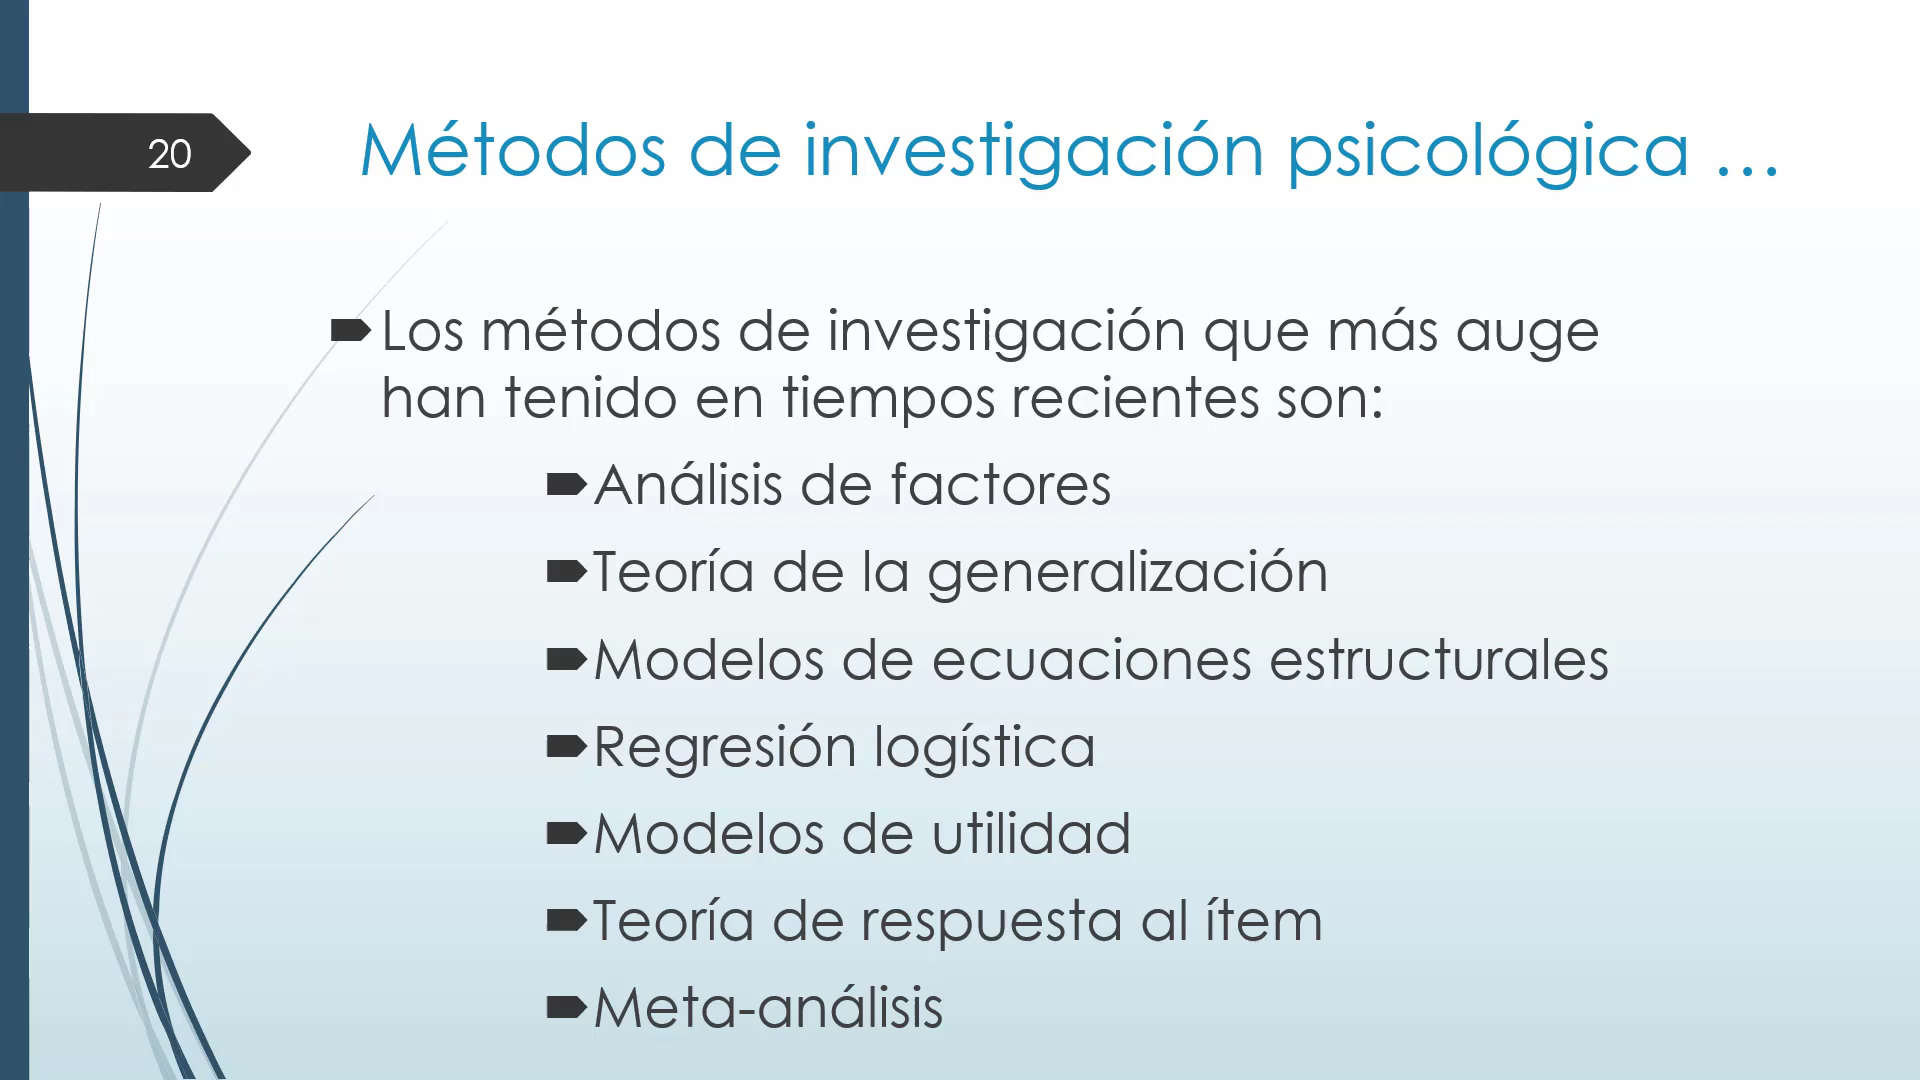 20
Métodos de investigación psicológica ...
Los métodos de investigación que más auge
han tenido en tiempos recientes son:
Análisis de factores
Teoría de la generalización
Modelos de ecuaciones estructurales
Regresión logística
Modelos de utilidad
Teoría de respuesta al ítem
Meta-análisis